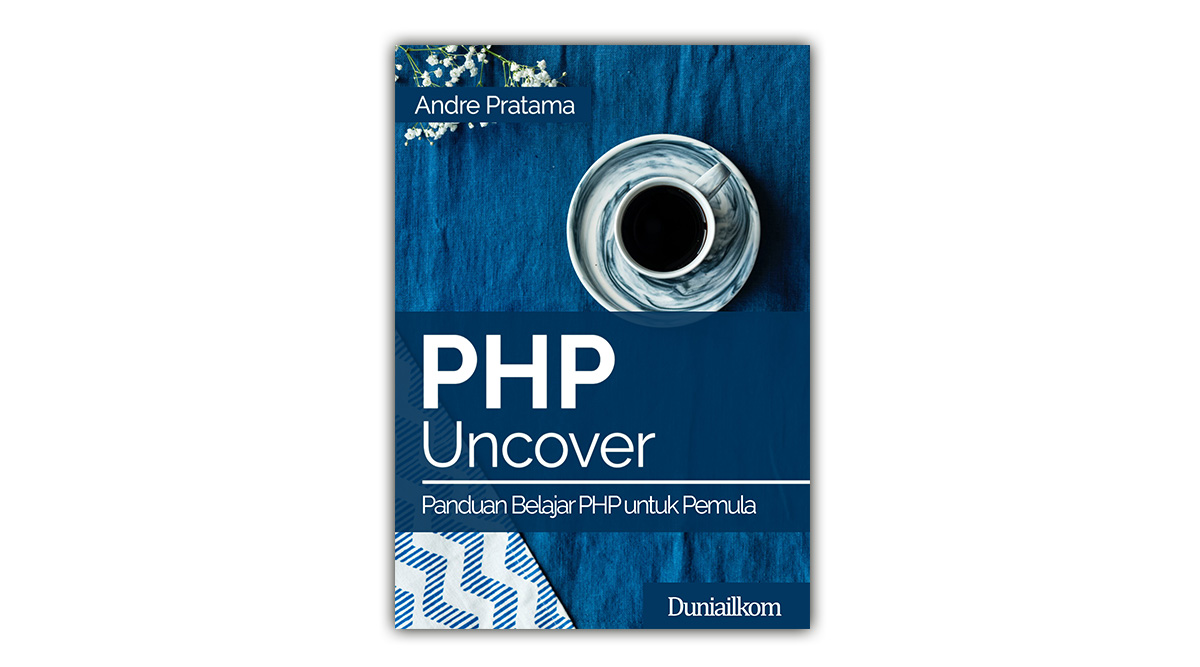 Andre Pratama
PHP
Uncover
Panduan Belajar PHP untuk Pemula
Duniailkom